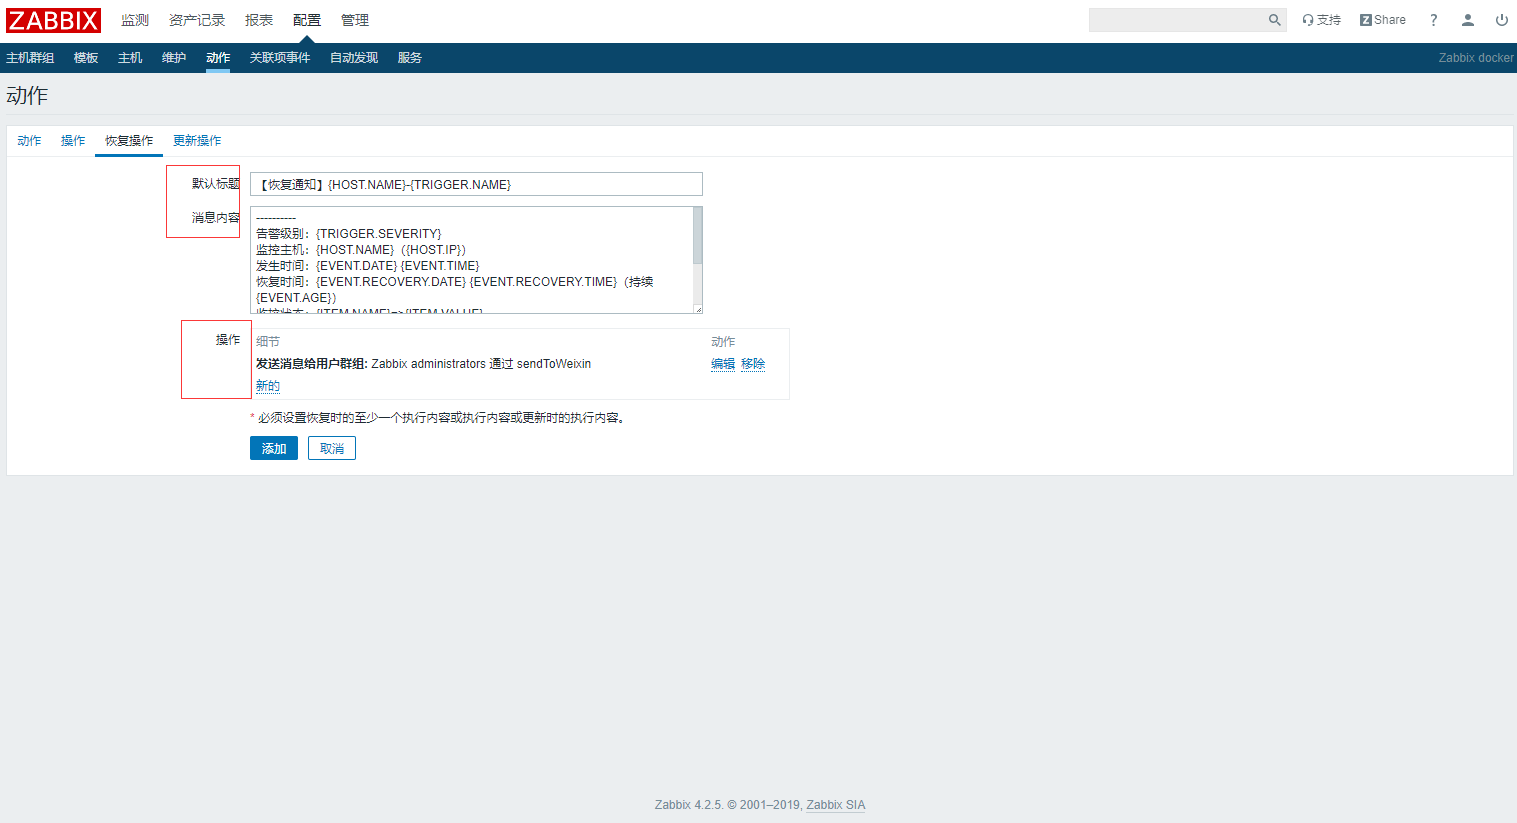 ZABBIX 监测 资产记录 报表 配置 管理 支持 Z Share ?
主机群组 模板 主机 维护 动作 关联项事件 自动发现 服务 Zabbix docker
动作
动作 操作 恢复操作 更新操作
默认标题 【恢复通知】{HOST.NAME}-{TRIGGER.NAME}
消息内容 ----------
告警级别：{TRIGGER.SEVERITY}
监控主机：{HOST.NAME}（{HOST.IP}）
发生时间：{EVENT.DATE} {EVENT.TIME}
恢复时间：{EVENT.RECOVERY.DATE} {EVENT.RECOVERY.TIME}（持续
{EVENT.AGE}）
监控状态：{ITEM.NAME}=>{ITEM.VALUE}
操作 细节 动作
发送消息给用户群组: Zabbix administrators 通过 sendToWeixin 编辑 移除
新的
* 必须设置恢复时的至少一个执行内容或执行内容或更新时的执行内容。
添加 取消
Zabbix 4.2.5. © 2001–2019, Zabbix SIA